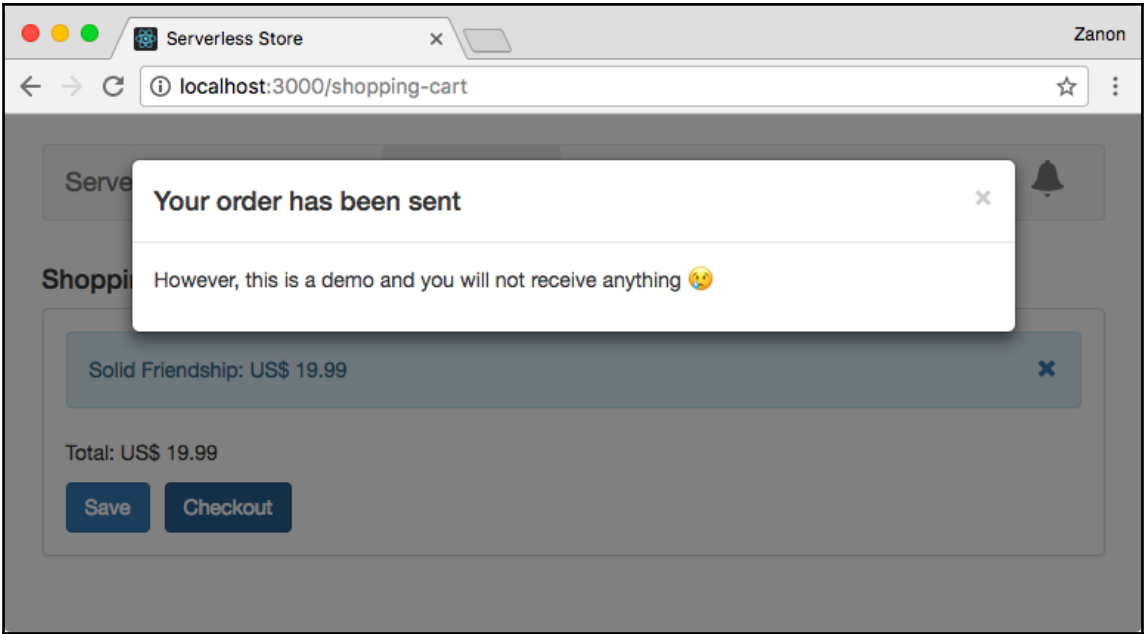 Serverless Store
Zanon
localhost:3000/shopping-cart
Serve
Your order has been sent
Shoppi
However, this is a demo and you will not receive anything 😢
Solid Friendship: US$ 19.99
Total: US$ 19.99
Save
Checkout